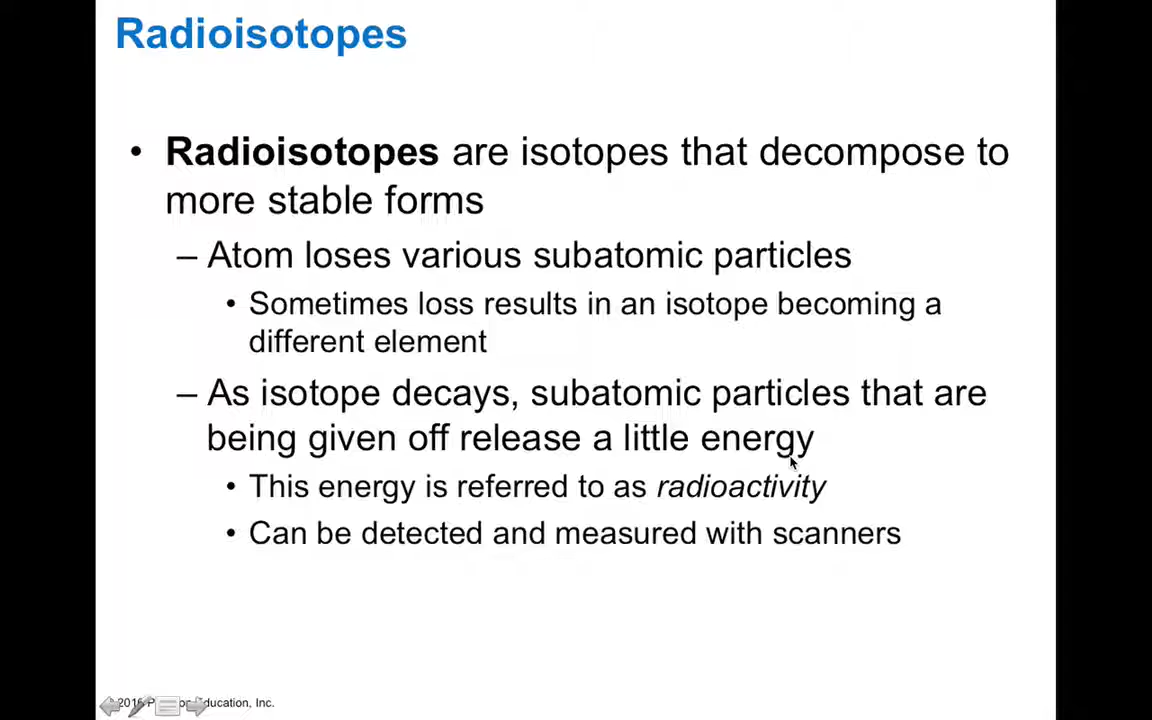 Radioisotopes
• Radioisotopes are isotopes that decompose to
more stable forms
– Atom loses various subatomic particles
• Sometimes loss results in an isotope becoming a
different element
– As isotope decays, subatomic particles that are
being given off release a little energy
• This energy is referred to as radioactivity
• Can be detected and measured with scanners
Education, Inc.